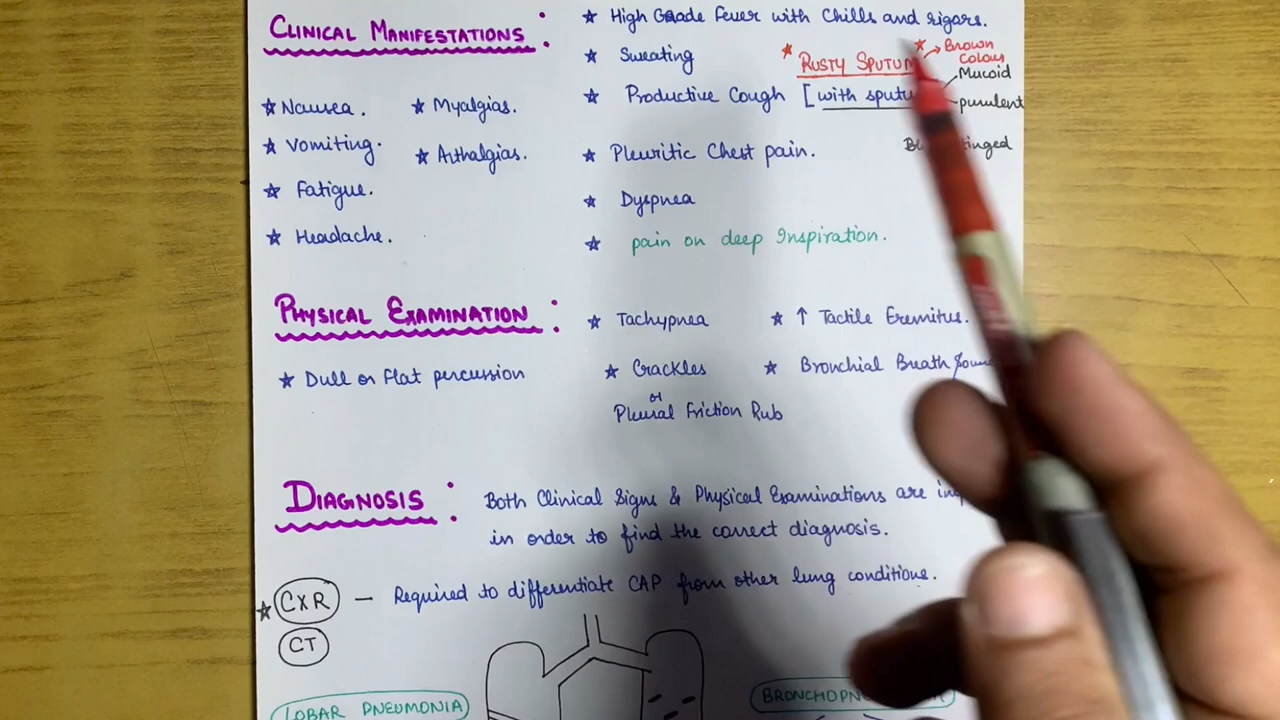 CLINICAL MANIFESTATIONS :
★ Nausea. ★ Myalgias.
★ Vomiting. ★ Althalgias.
★ Fatigue.
★ Headache.
★ High Grade Fever with Chills and rigors.
★ Sweating
★ RUSTY SPUTUM ★ → Brown Colour
★ Productive Cough [ with sputum
Mucoid
purulent
tinged
★ Pleuritic Chest pain.
★ Dyspnea
★ pain on deep Inspiration.
PHYSICAL EXAMINATION :
★ Dull or flat percussion
★ Tachypnea ★ ↑ Tactile Eremitus.
★ Crackles ★ Bronchial Breath
or
Pleural Friction Rub
DIAGNOSIS : Both Clinical Signs & Physical Examinations are
in order to find the correct diagnosis.
★ CXR — Required to differentiate CAP from other lung conditions.
CT
LOBAR PNEUMONIA